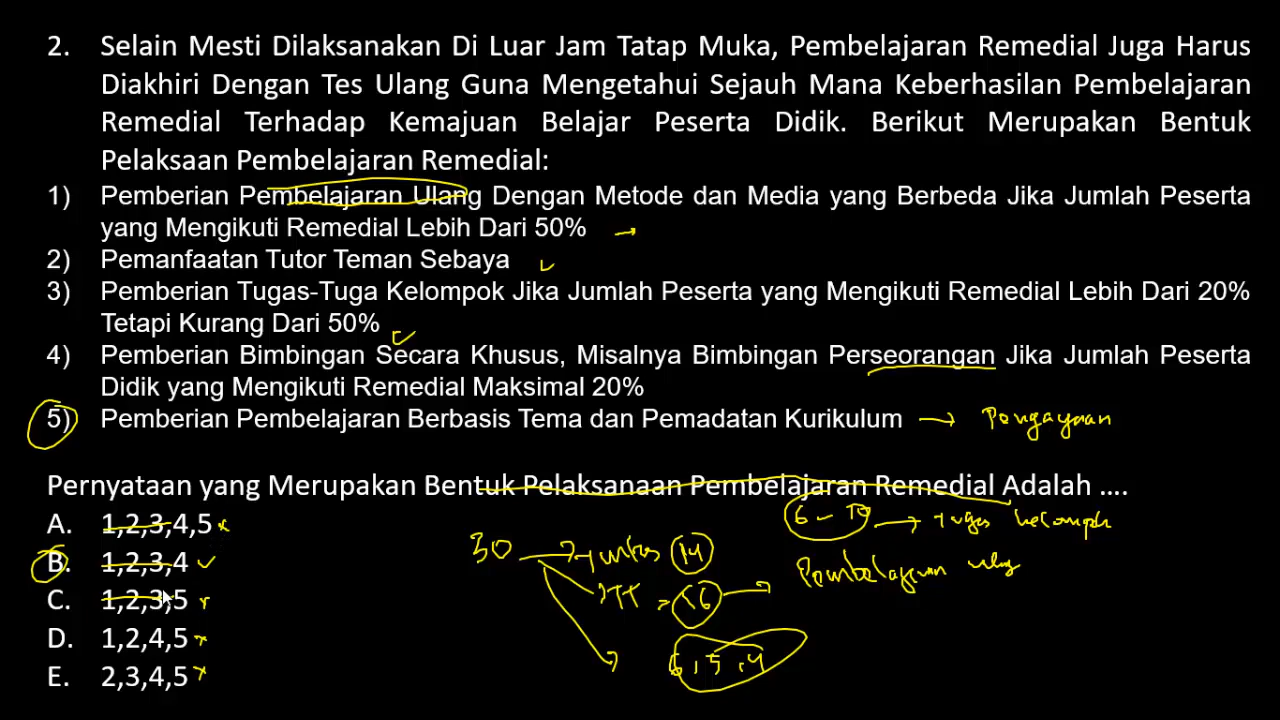 2. Selain Mesti Dilaksanakan Di Luar Jam Tatap Muka, Pembelajaran Remedial Juga Harus
Diakhiri Dengan Tes Ulang Guna Mengetahui Sejauh Mana Keberhasilan Pembelajaran
Remedial Terhadap Kemajuan Belajar Peserta Didik. Berikut Merupakan Bentuk
Pelaksaan Pembelajaran Remedial:
1) Pemberian Pembelajaran Ulang Dengan Metode dan Media yang Berbeda Jika Jumlah Peserta
yang Mengikuti Remedial Lebih Dari 50%
2) Pemanfaatan Tutor Teman Sebaya
3) Pemberian Tugas-Tuga Kelompok Jika Jumlah Peserta yang Mengikuti Remedial Lebih Dari 20%
Tetapi Kurang Dari 50%
4) Pemberian Bimbingan Secara Khusus, Misalnya Bimbingan Perseorangan Jika Jumlah Peserta
Didik yang Mengikuti Remedial Maksimal 20%
5) Pemberian Pembelajaran Berbasis Tema dan Pemadatan Kurikulum → Pengayaan
Pernyataan yang Merupakan Bentuk Pelaksanaan Pembelajaran Remedial Adalah ....
A. 1,2,3,4,5
B. 1,2,3,4
C. 1,2,3,5
D. 1,2,4,5
E. 2,3,4,5
6 - → tugas
30 → 14
16 → Pembelajaran
6, 5, 4